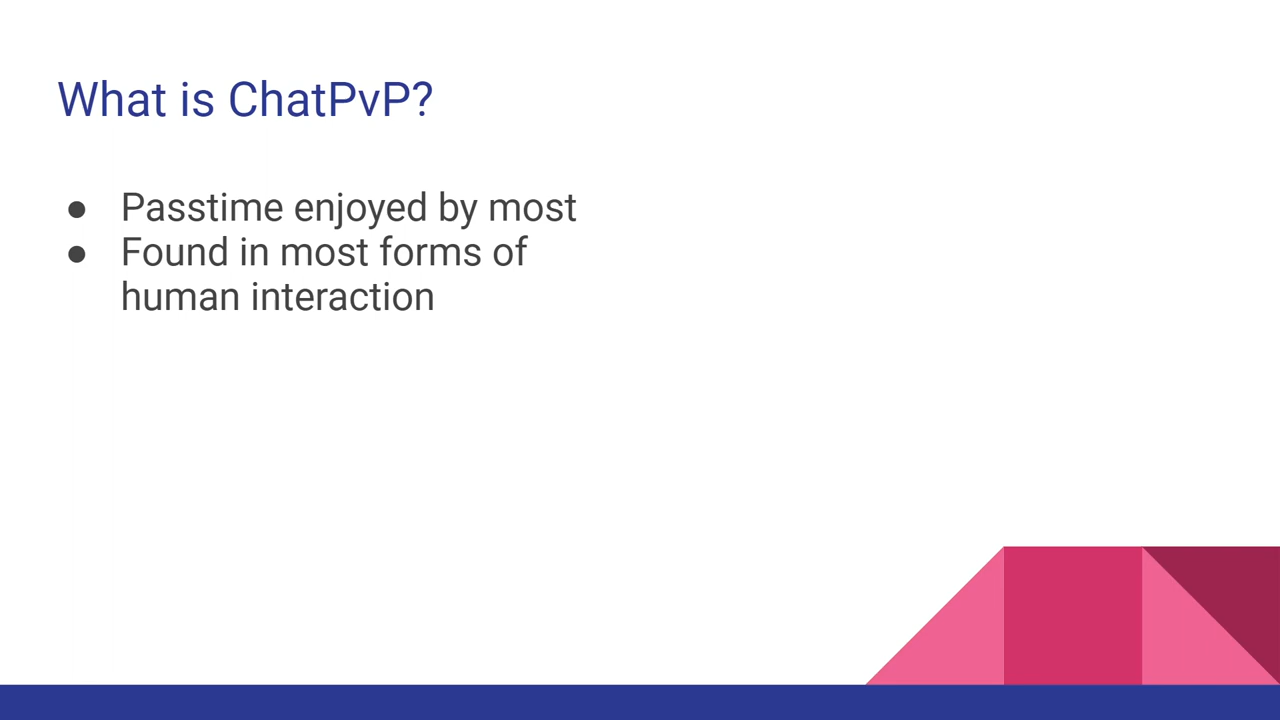 What is ChatPvP?
● Passtime enjoyed by most
● Found in most forms of
human interaction